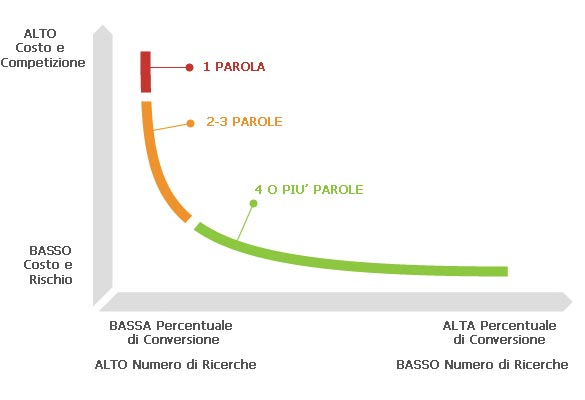 ALTO
Costo e
Competizione
1 PAROLA
2-3 PAROLE
4 O PIU' PAROLE
BASSO
Costo e
Rischio
BASSA Percentuale
di Conversione
ALTO Numero di Ricerche
ALTA Percentuale
di Conversione
BASSO Numero di Ricerche